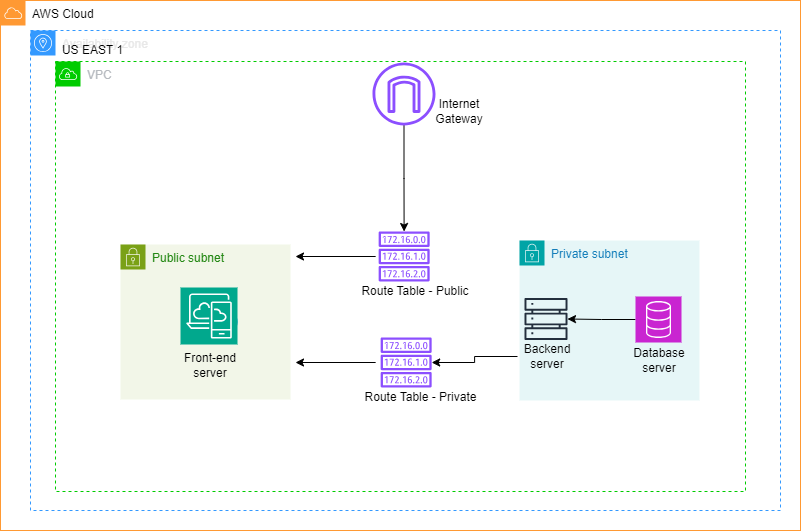 AWS Cloud
Availability zone
US EAST 1
VPC
Internet
Gateway
172.16.0.0
172.16.1.0
172.16.2.0
Route Table - Public
Public subnet
Front-end
server
Private subnet
Backend
server
Database
server
172.16.0.0
172.16.1.0
172.16.2.0
Route Table - Private